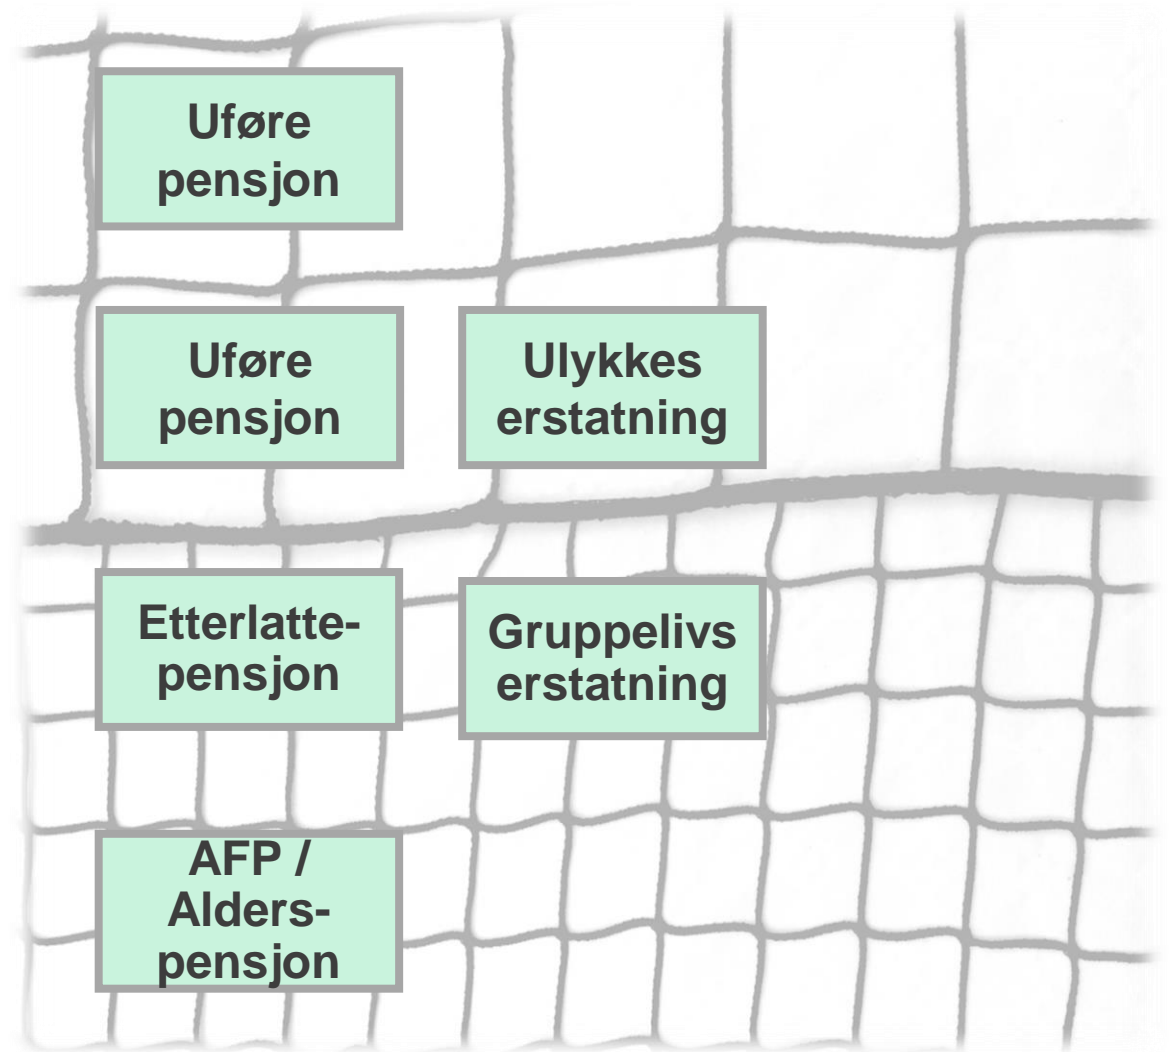 Uføre
pensjon
Uføre
pensjon
Ulykkes
erstatning
Etterlatte-
pensjon
Gruppelivs
erstatning
AFP /
Alders-
pensjon